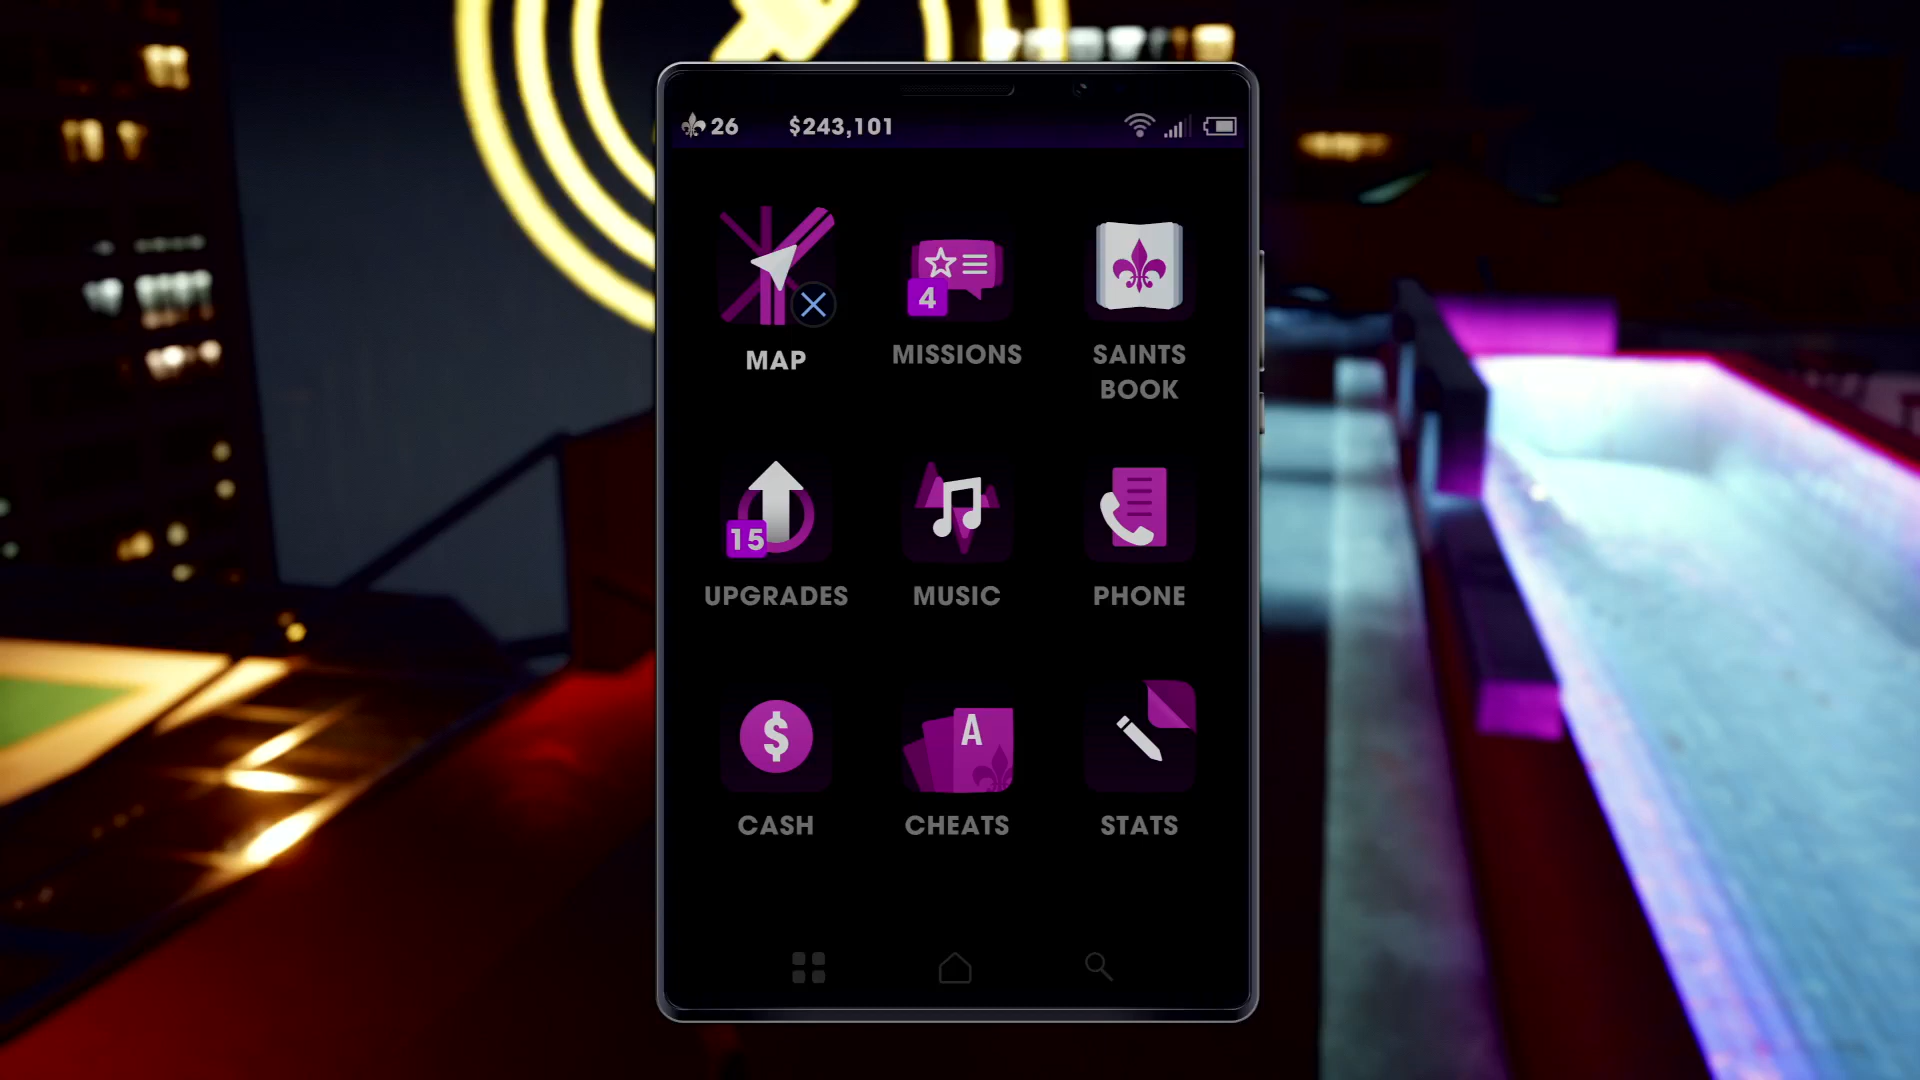 26 $243,101
MAP
4
MISSIONS
SAINTS
BOOK
15
UPGRADES
MUSIC
PHONE
$
CASH
A
CHEATS
STATS